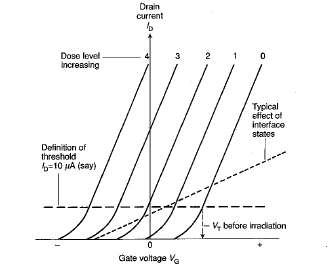 Drain
current
I_D
Dose level
increasing
4 3 2 1 0
Typical
effect of
interface
states
Definition of
threshold
I_D=10 µA (say)
V_T before irradiation
− 0 +
Gate voltage V_G